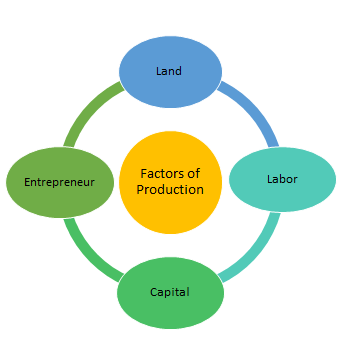 Land
Entrepreneur
Factors of
Production
Labor
Capital